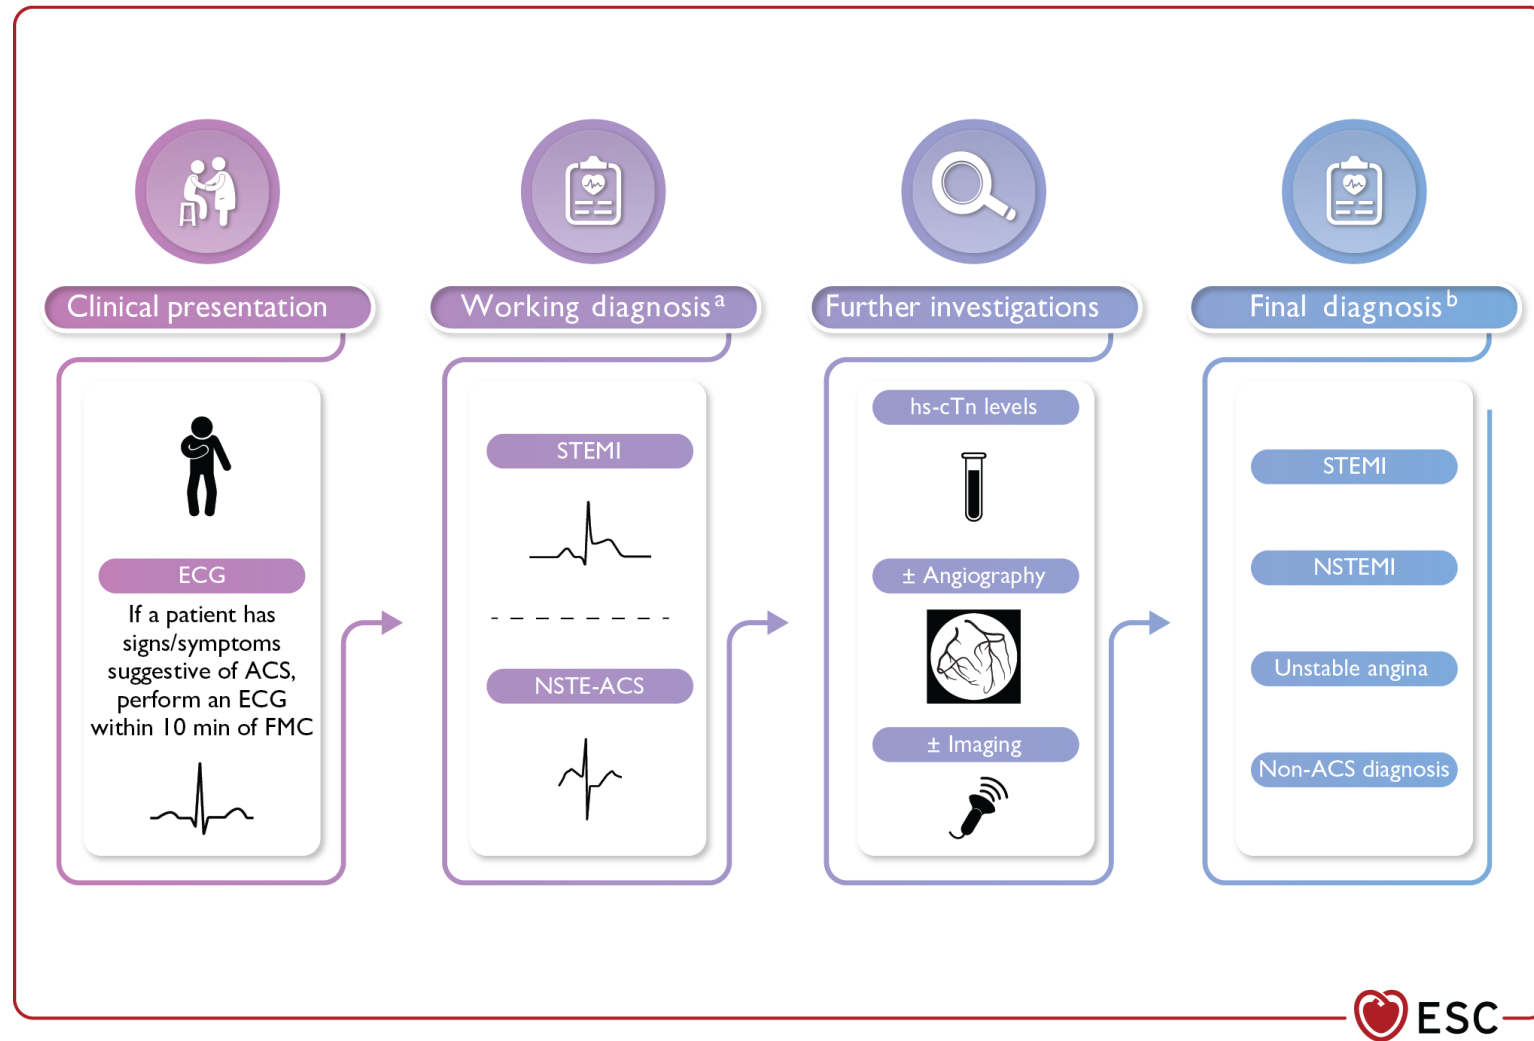 Clinical presentation
ECG
If a patient has
signs/symptoms
suggestive of ACS,
perform an ECG
within 10 min of FMC
Working diagnosisᵃ
STEMI
NSTE-ACS
Further investigations
hs-cTn levels
± Angiography
± Imaging
Final diagnosisᵇ
STEMI
NSTEMI
Unstable angina
Non-ACS diagnosis
ESC